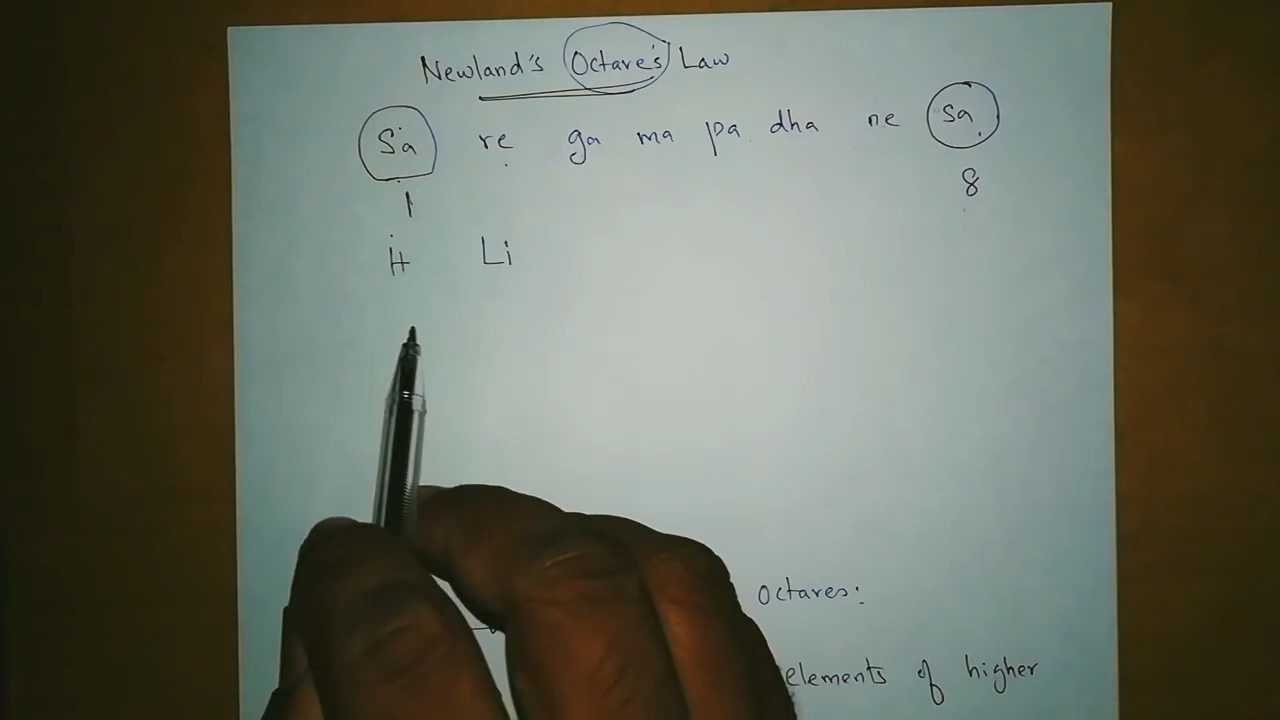 Newland's Octave's Law
Sa re ga ma pa dha ne Sa
1 8
H Li
Octaves:
elements of higher